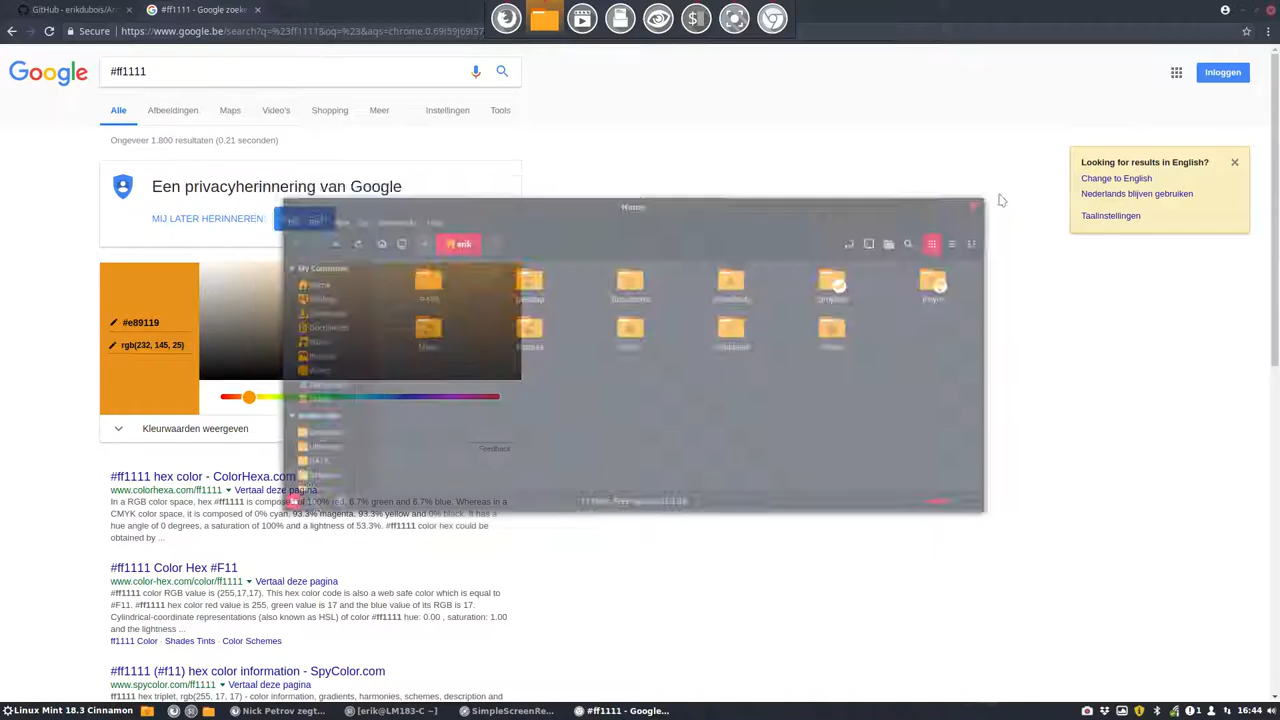 GitHub - erikdubois/Arc
#ff1111 - Google zoeke
Secure
https://www.google.be/search?q=%23ff1111&oq=%23&aqs=chrome.0.69i59j69i57
Google
#ff1111
Inloggen
Alle
Afbeeldingen
Maps
Video's
Shopping
Meer
Instellingen
Tools
Ongeveer 1.800 resultaten (0.21 seconden)
Looking for results in English?
Change to English
Nederlands blijven gebruiken
Taalinstellingen
Een privacyherinnering van Google
MIJ LATER HERINNEREN
Home
erik
My Computer
Home
#e89119
rgb(232, 145, 25)
Kleurwaarden weergeven
Feedback
#ff1111 hex color - ColorHexa.com
www.colorhexa.com/ff1111
Vertaal deze pagina
In a RGB color space, hex #ff1111 is composed of 100% red, 6.7% green and 6.7% blue. Whereas in a
CMYK color space, it is composed of 0% cyan, 93.3% magenta, 93.3% yellow and 0% black. It has a
hue angle of 0 degrees, a saturation of 100% and a lightness of 53.3%. #ff1111 color hex could be
obtained by ...
#ff1111 Color Hex #F11
www.color-hex.com/color/ff1111
Vertaal deze pagina
#ff1111 color RGB value is (255,17,17). This hex color code is also a web safe color which is equal to
#F11. #ff1111 hex color red value is 255, green value is 17 and the blue value of its RGB is 17.
Cylindrical-coordinate representations (also known as HSL) of color #ff1111 hue: 0.00 , saturation: 1.00
and the lightness ...
ff1111 Color · Shades Tints · Color Schemes
#ff1111 (#f11) hex color information - SpyColor.com
www.spycolor.com/ff1111
Vertaal deze pagina
#ff1111 hex triplet, rgb(255, 17, 17) - color information, gradients, harmonies, schemes, description and
Linux Mint 18.3 Cinnamon
Nick Petrov zegt...
[erik@LM183-C ~]
SimpleScreenRe...
#ff1111 - Google...
1
16:44